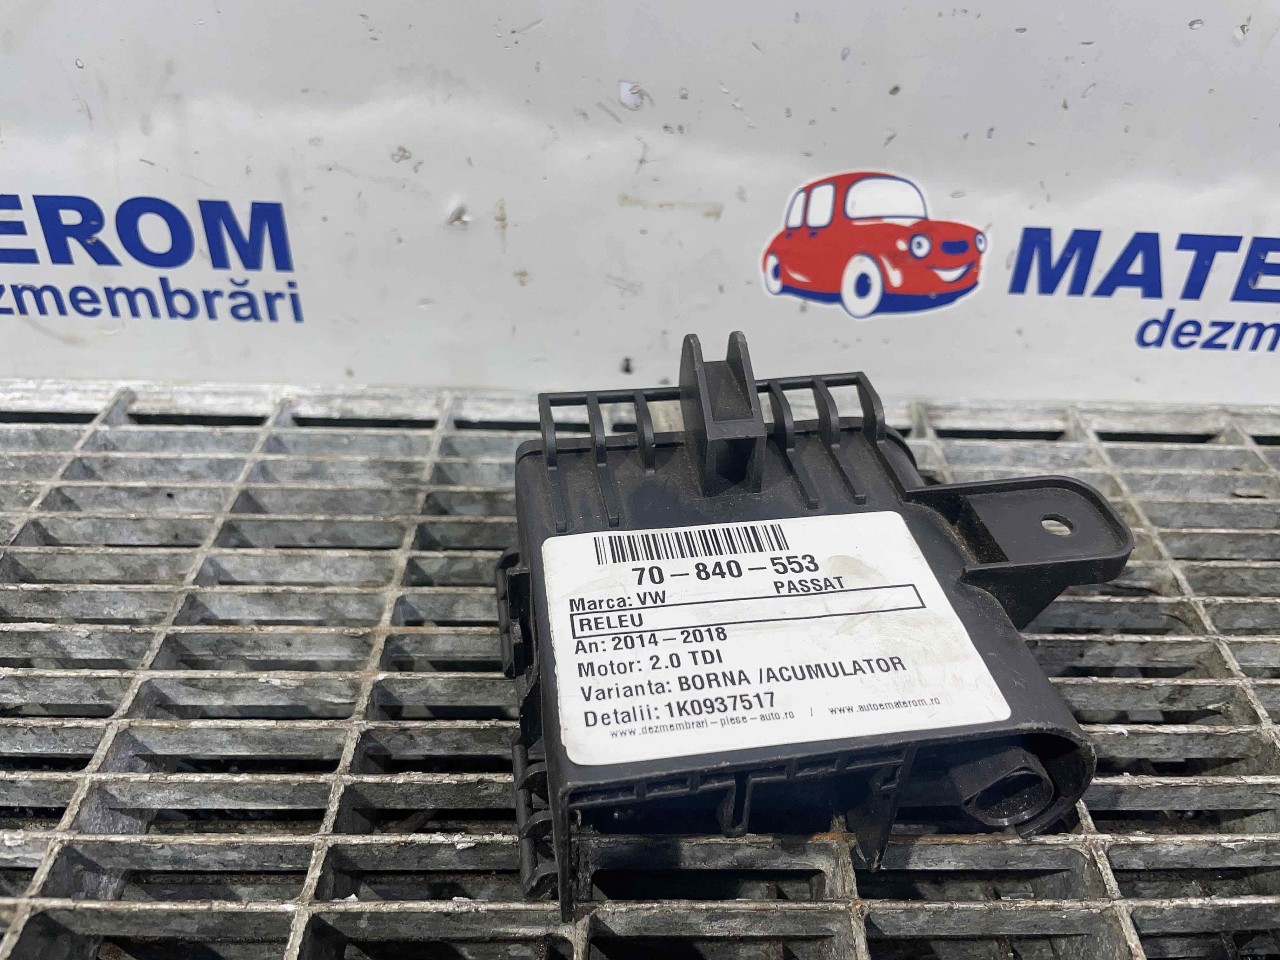 EROM
ezmembrări
MATE
dezm
70-840-553
Marca: VW PASSAT
RELEU
An: 2014-2018
Motor: 2.0 TDI
Varianta: BORNA /ACUMULATOR
Detalii: 1K0937517
www.dezmembrari-piese-auto.ro / www.autoematerom.ro